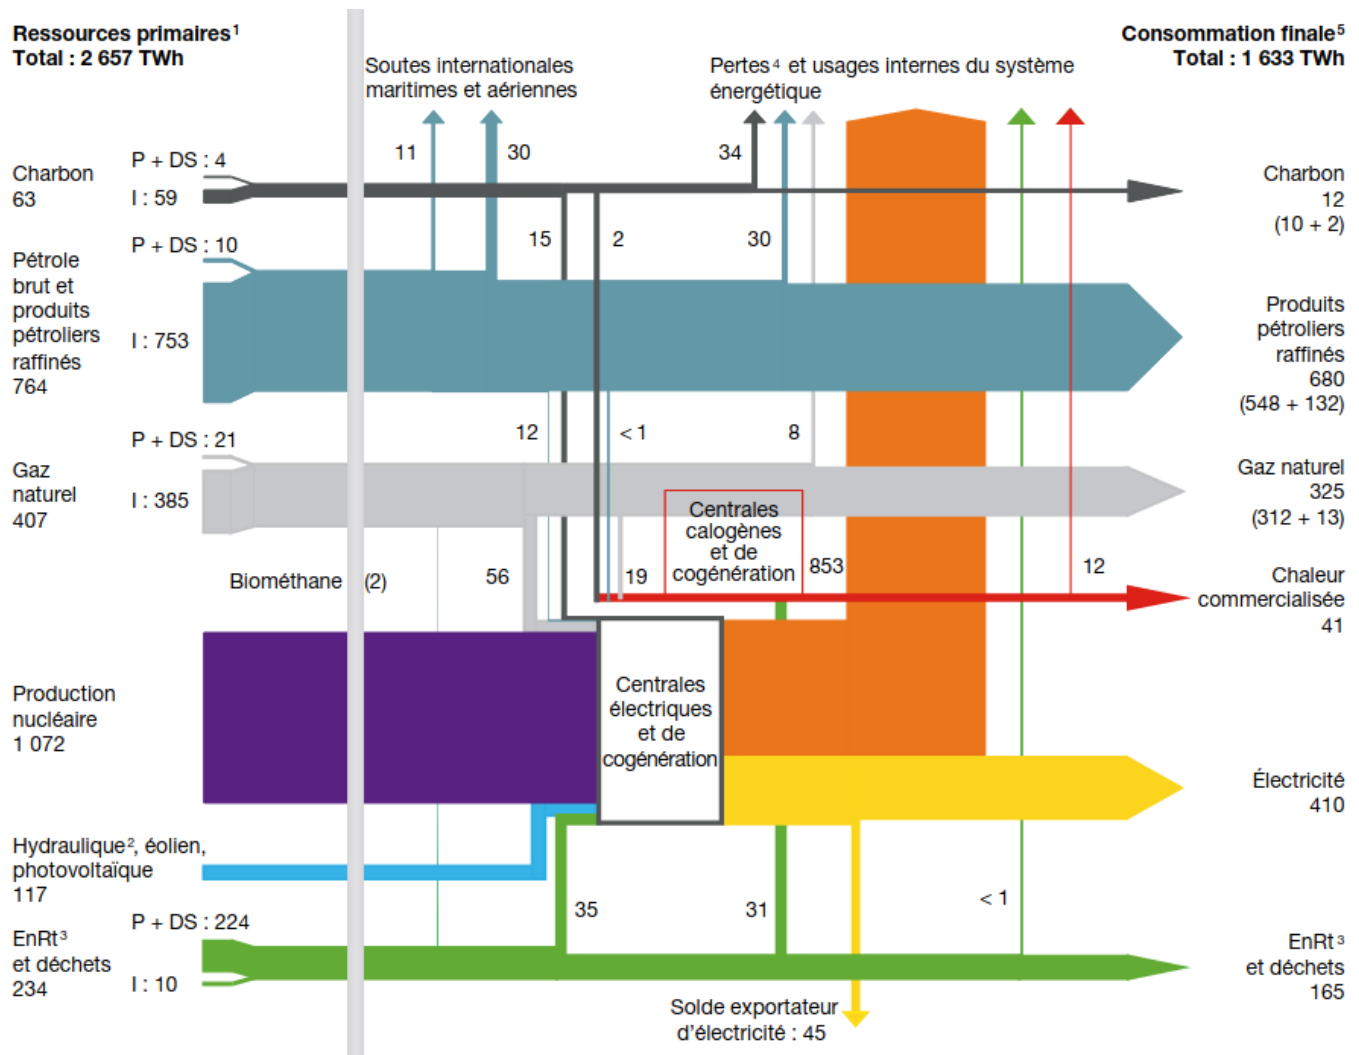 Ressources primaires¹
Total : 2 657 TWh
Consommation finale⁵
Total : 1 633 TWh
Soutes internationales
maritimes et aériennes
Pertes⁴ et usages internes du système
énergétique
11
30
34
P + DS : 4
Charbon
63
I : 59
Charbon
12
(10 + 2)
15
2
30
P + DS : 10
Pétrole
brut et
produits
pétroliers
raffinés
764
I : 753
Produits
pétroliers
raffinés
680
(548 + 132)
12
< 1
8
P + DS : 21
Gaz
naturel
407
I : 385
Gaz naturel
325
(312 + 13)
Centrales
calogènes
et de
cogénération
853
Biométhane (2)
56
19
12
Chaleur
commercialisée
41
Production
nucléaire
1 072
Centrales
électriques
et de
cogénération
Électricité
410
Hydraulique², éolien,
photovoltaïque
117
35
31
< 1
P + DS : 224
EnRt³
et déchets
234
I : 10
EnRt³
et déchets
165
Solde exportateur
d'électricité : 45